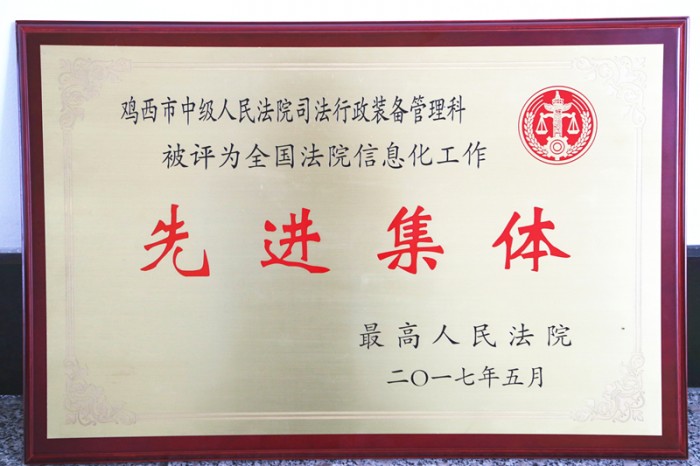 鸡西市中级人民法院司法行政装备管理科
被评为全国法院信息化工作
先进集体
最高人民法院
二〇一七年五月